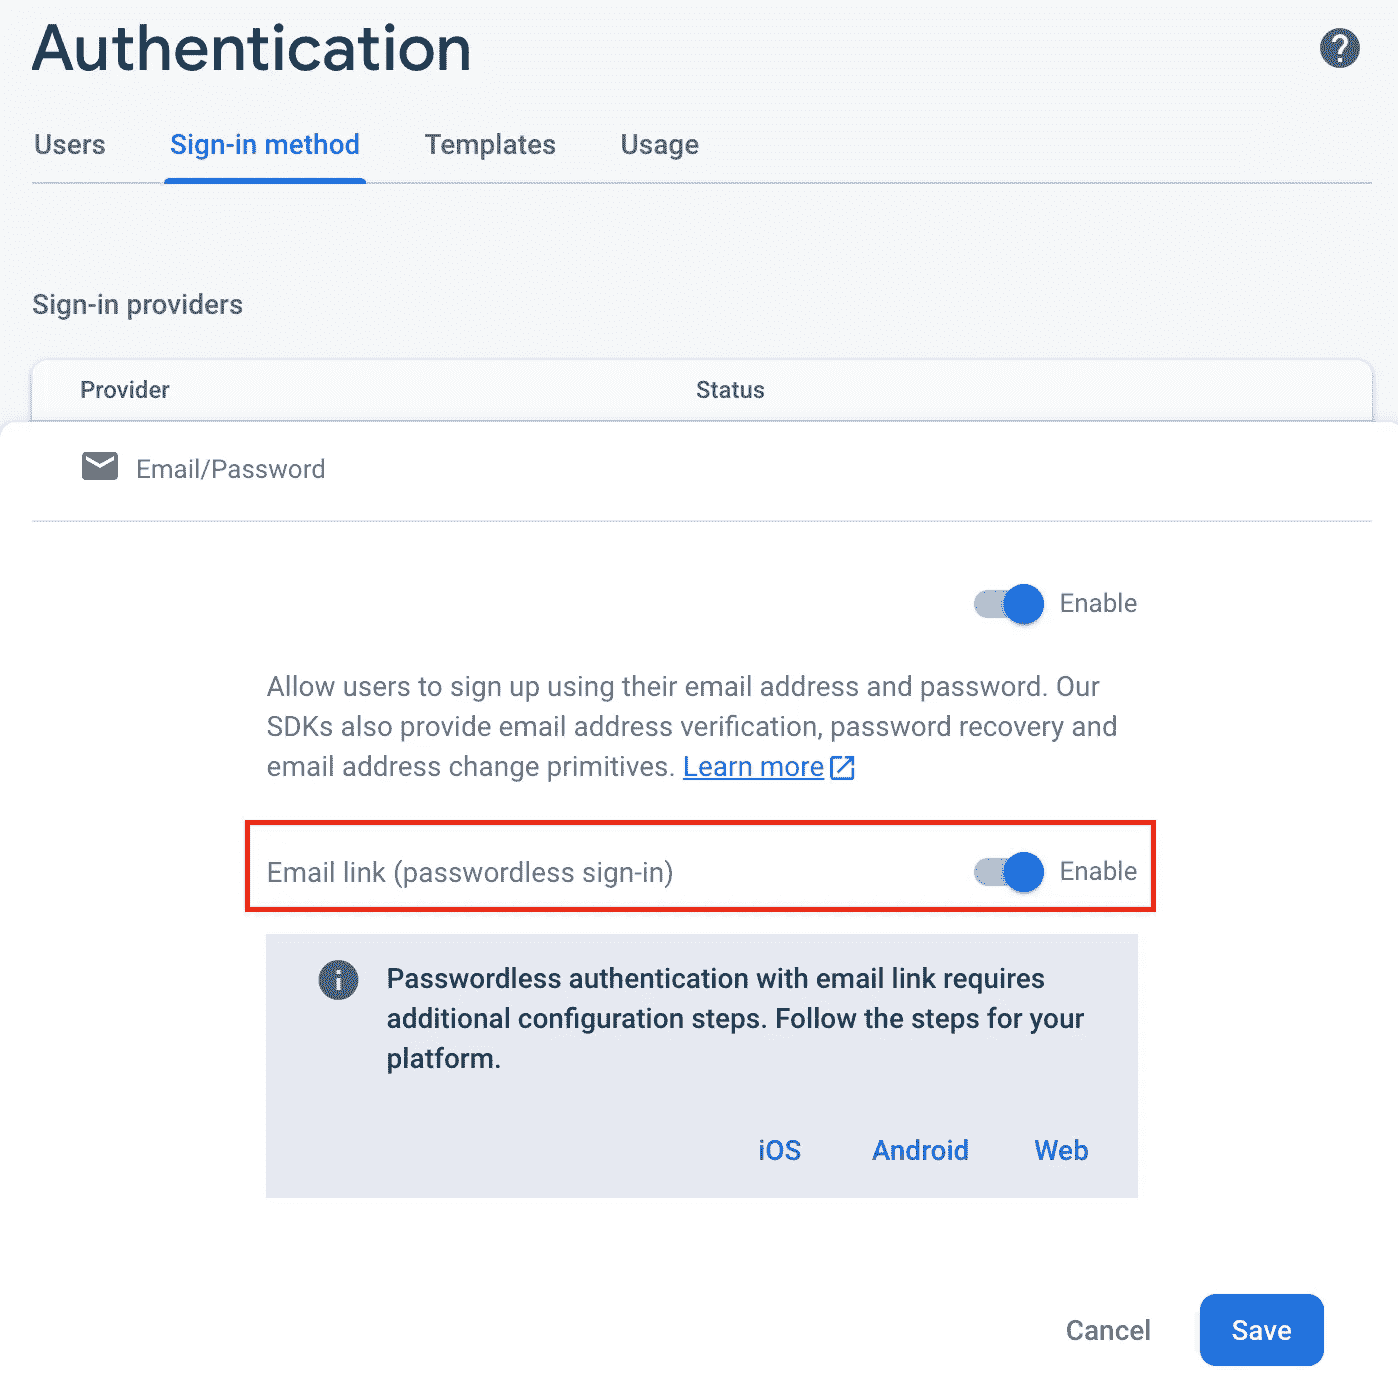 Authentication
?
Users
Sign-in method
Templates
Usage
Sign-in providers
Provider
Status
Email/Password
Enable
Allow users to sign up using their email address and password. Our
SDKs also provide email address verification, password recovery and
email address change primitives. Learn more
Email link (passwordless sign-in)
Enable
i
Passwordless authentication with email link requires
additional configuration steps. Follow the steps for your
platform.
iOS
Android
Web
Cancel
Save